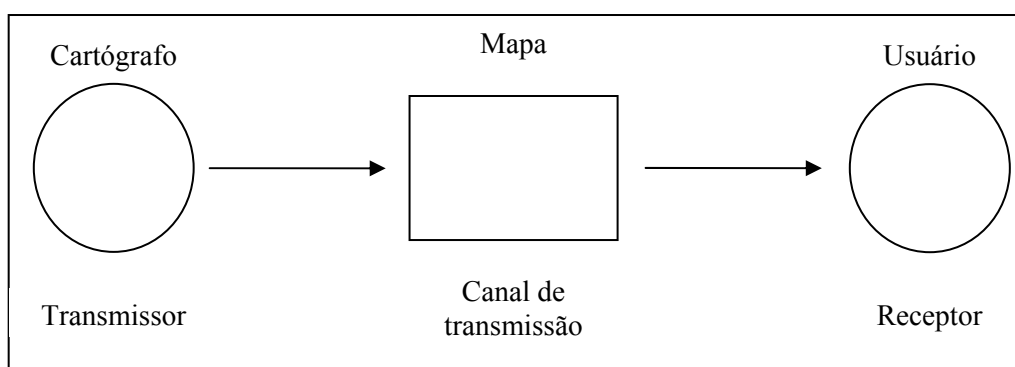 Cartógrafo
Mapa
Usuário
Transmissor
Canal de
transmissão
Receptor